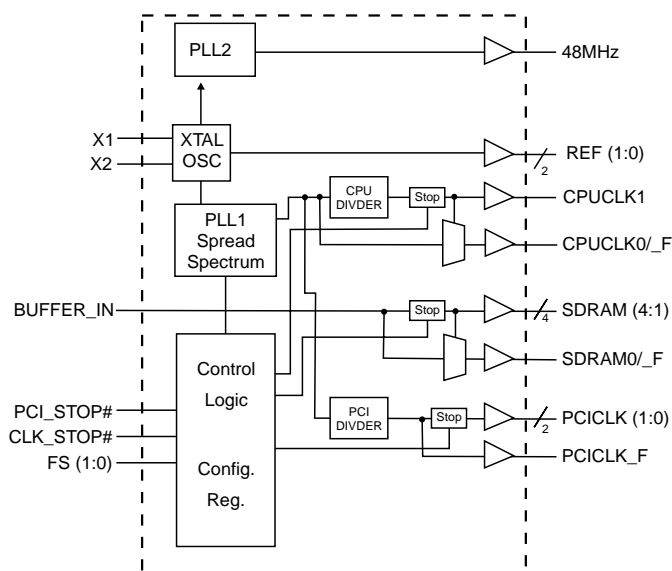 PLL2
48MHz
X1
X2
XTAL
OSC
REF (1:0)
2
CPU
DIVDER
Stop
CPUCLK1
PLL1
Spread
Spectrum
CPUCLK0/_F
BUFFER_IN
Stop
SDRAM (4:1)
4
SDRAM0/_F
Control
Logic
Config.
Reg.
PCI_STOP#
CLK_STOP#
FS (1:0)
PCI
DIVDER
Stop
PCICLK (1:0)
2
PCICLK_F